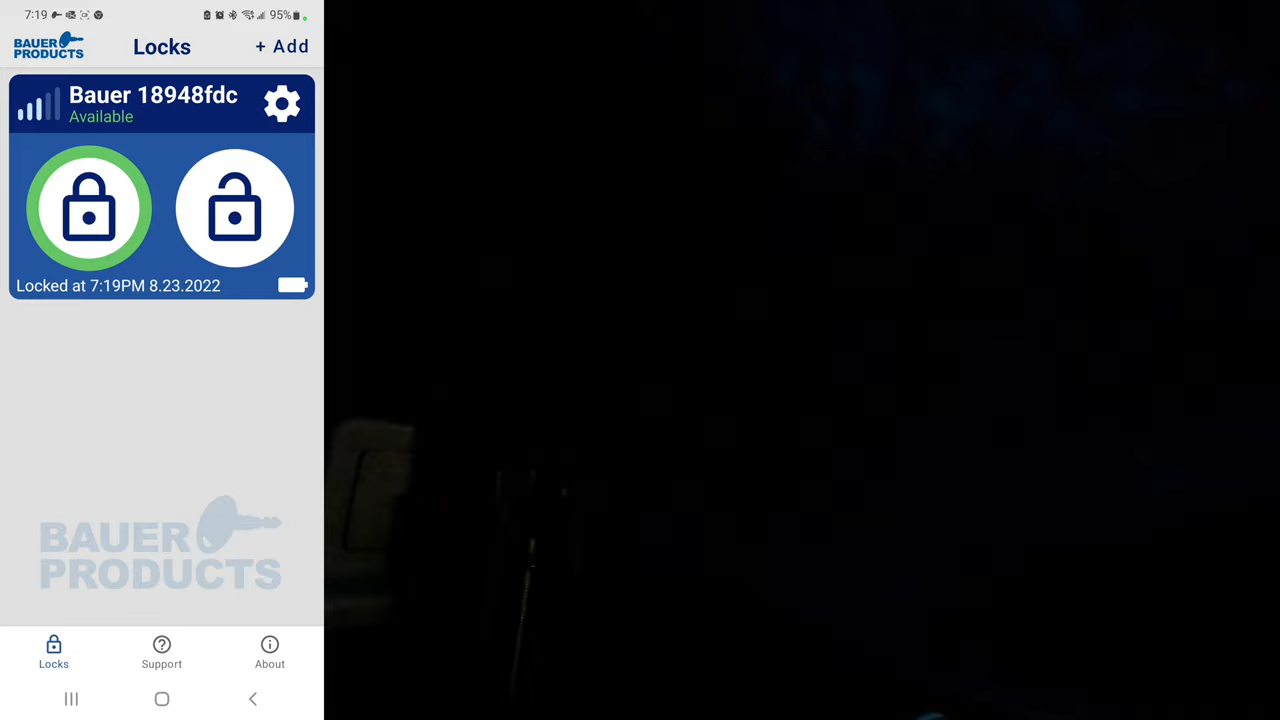 7:19
95%
BAUER
PRODUCTS
Locks
+ Add
Bauer 18948fdc
Available
Locked at 7:19PM 8.23.2022
BAUER
PRODUCTS
Locks
Support
About